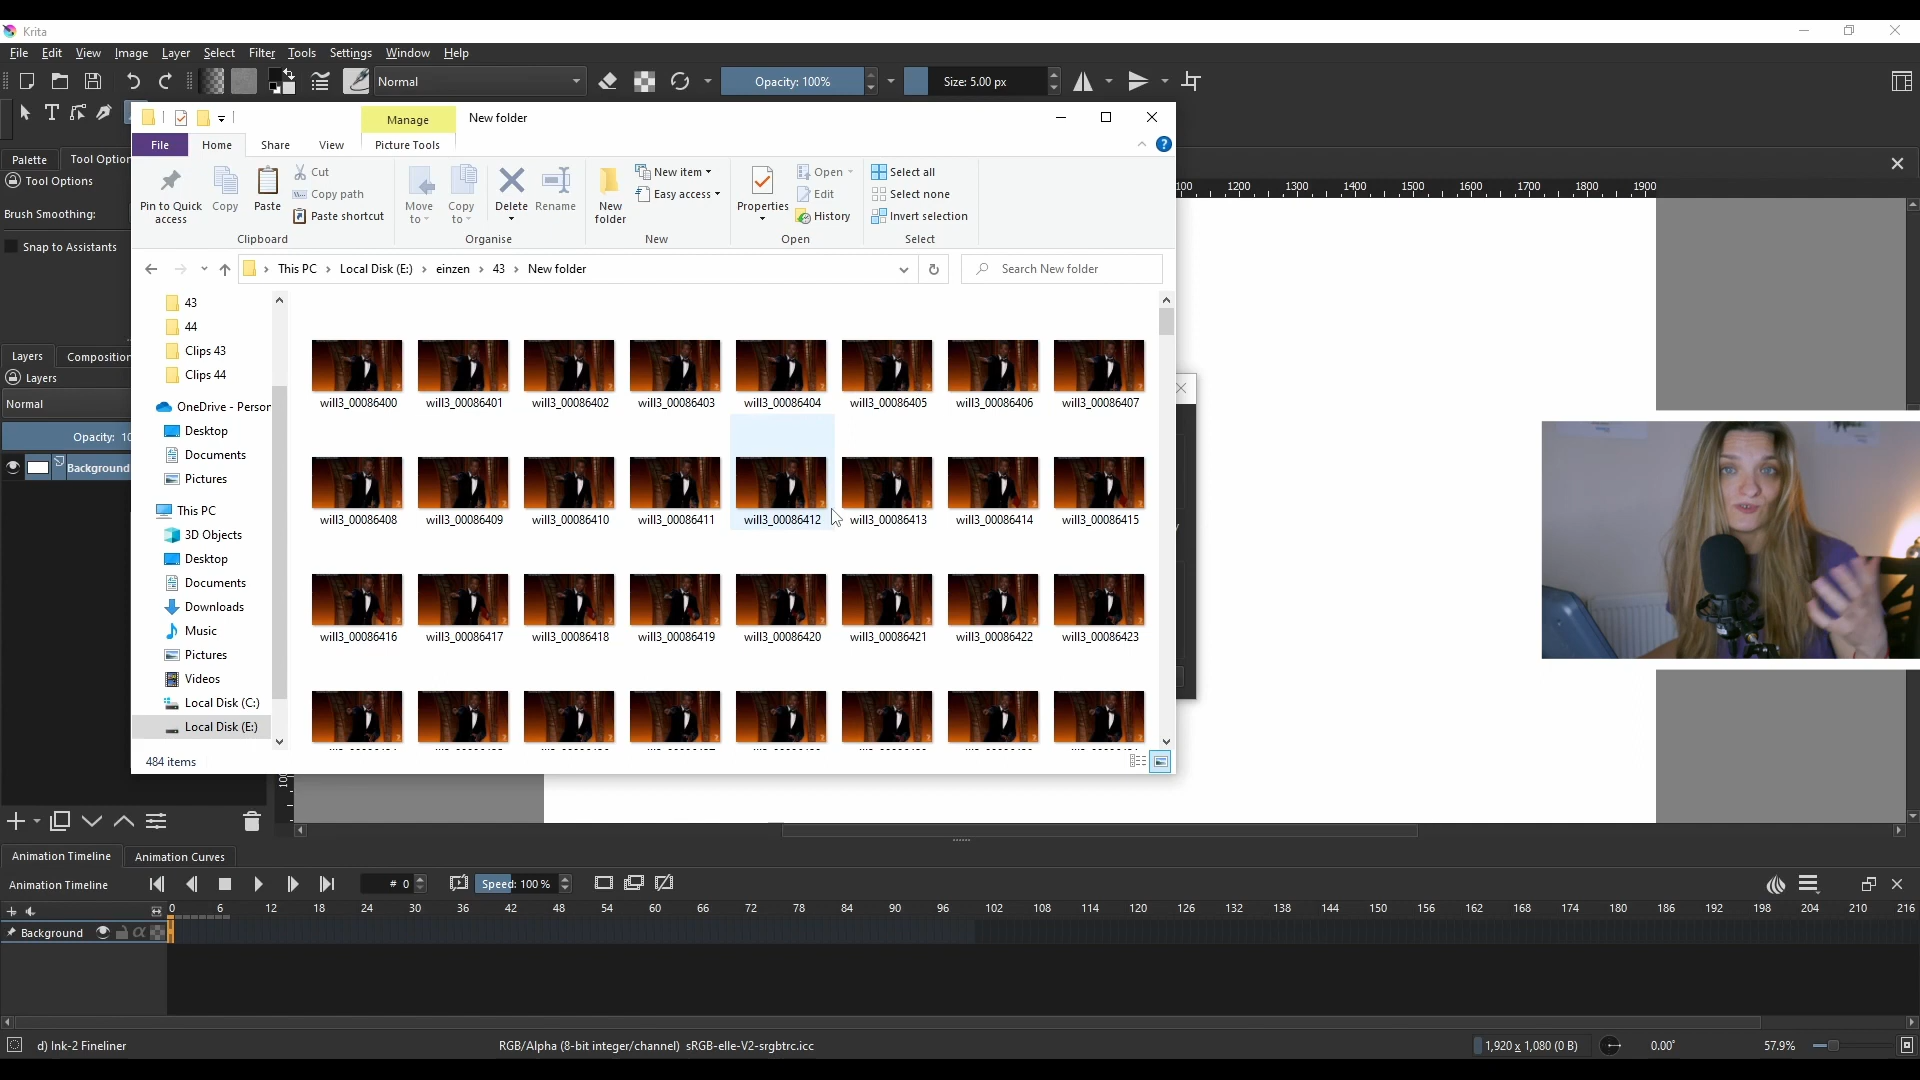 Krita
File Edit View Image Layer Select Filter Tools Settings Window Help
Normal
Opacity: 100%
Size: 5.00 px
Manage
New folder
File
Home
Share
View
Picture Tools
Palette
Tool Option
Tool Options
Brush Smoothing:
Snap to Assistants
Pin to Quick
access
Copy
Paste
Cut
Copy path
Paste shortcut
Clipboard
Move
to
Copy
to
Delete
Rename
Organise
New
folder
New item
Easy access
New
Properties
Open
Edit
History
Open
Select all
Select none
Invert selection
Select
This PC
Local Disk (E:)
einzen
43
New folder
Search New folder
100 1200 1300 1400 1500 1600 1700 1800 1900
Layers
Composition
Layers
Normal
Opacity: 10
Background
43
44
Clips 43
Clips 44
OneDrive - Person
Desktop
Documents
Pictures
This PC
3D Objects
Desktop
Documents
Downloads
Music
Pictures
Videos
Local Disk (C:)
Local Disk (E:)
will3_00086400 will3_00086401 will3_00086402 will3_00086403 will3_00086404 will3_00086405 will3_00086406 will3_00086407
will3_00086408 will3_00086409 will3_00086410 will3_00086411 will3_00086412 will3_00086413 will3_00086414 will3_00086415
will3_00086416 will3_00086417 will3_00086418 will3_00086419 will3_00086420 will3_00086421 will3_00086422 will3_00086423
484 items
Animation Timeline
Animation Curves
Animation Timeline
# 0
Speed: 100 %
0 6 12 18 24 30 36 42 48 54 60 66 72 78 84 90 96 102 108 114 120 126 132 138 144 150 156 162 168 174 180 186 192 198 204 210 216
Background
d) Ink-2 Fineliner
RGB/Alpha (8-bit integer/channel) sRGB-elle-V2-srgbtrc.icc
1,920 x 1,080 (0 B)
0.00°
57.9%